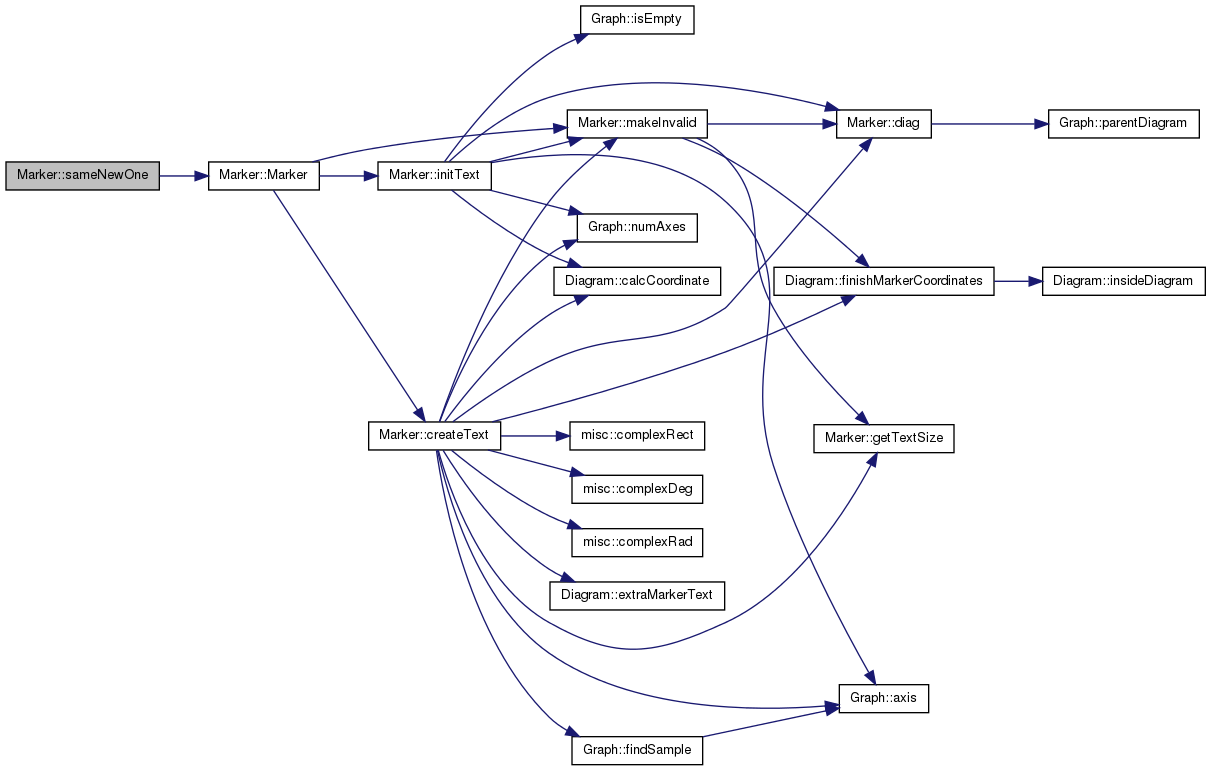 Graph::isEmpty
Marker::makeInvalid
Marker::diag
Graph::parentDiagram
Marker::sameNewOne
Marker::Marker
Marker::initText
Graph::numAxes
Diagram::calcCoordinate
Diagram::finishMarkerCoordinates
Diagram::insideDiagram
Marker::createText
misc::complexRect
Marker::getTextSize
misc::complexDeg
misc::complexRad
Diagram::extraMarkerText
Graph::axis
Graph::findSample